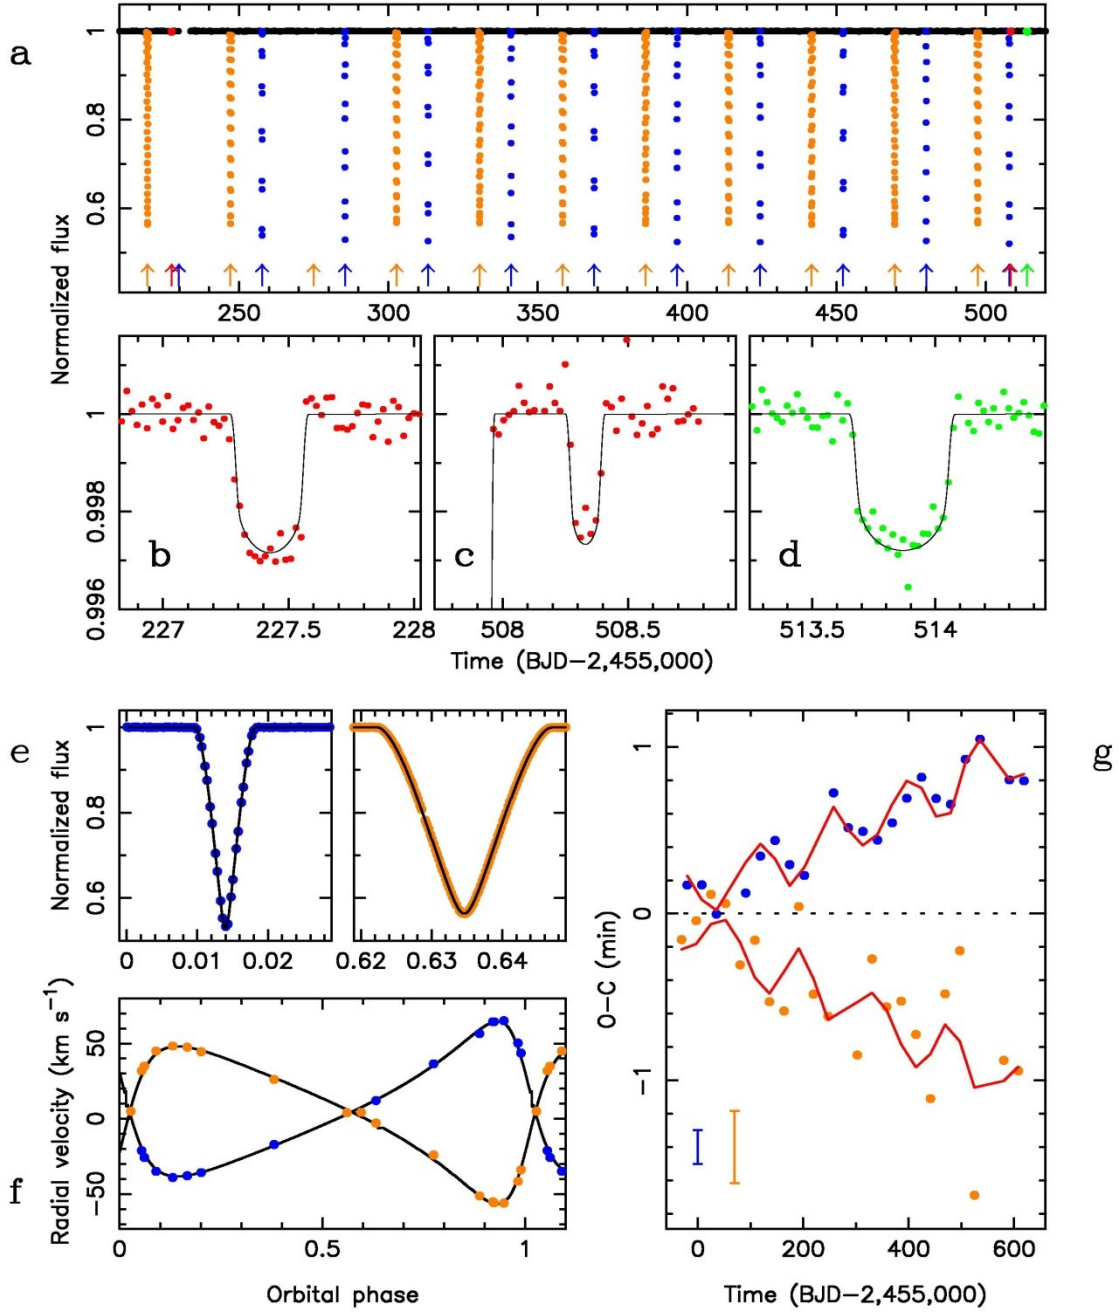 a
1
0.8
0.6
Normalized flux
250 300 350 400 450 500
1
0.998
0.996
b c d
227 227.5 228 508 508.5 513.5 514
Time (BJD−2,455,000)
e
1
0.8
0.6
Normalized flux
0 0.01 0.02 0.62 0.63 0.64
f
50
0
−50
Radial velocity (km s⁻¹)
0 0.5 1
Orbital phase
g
1
0
−1
O−C (min)
0 200 400 600
Time (BJD−2,455,000)